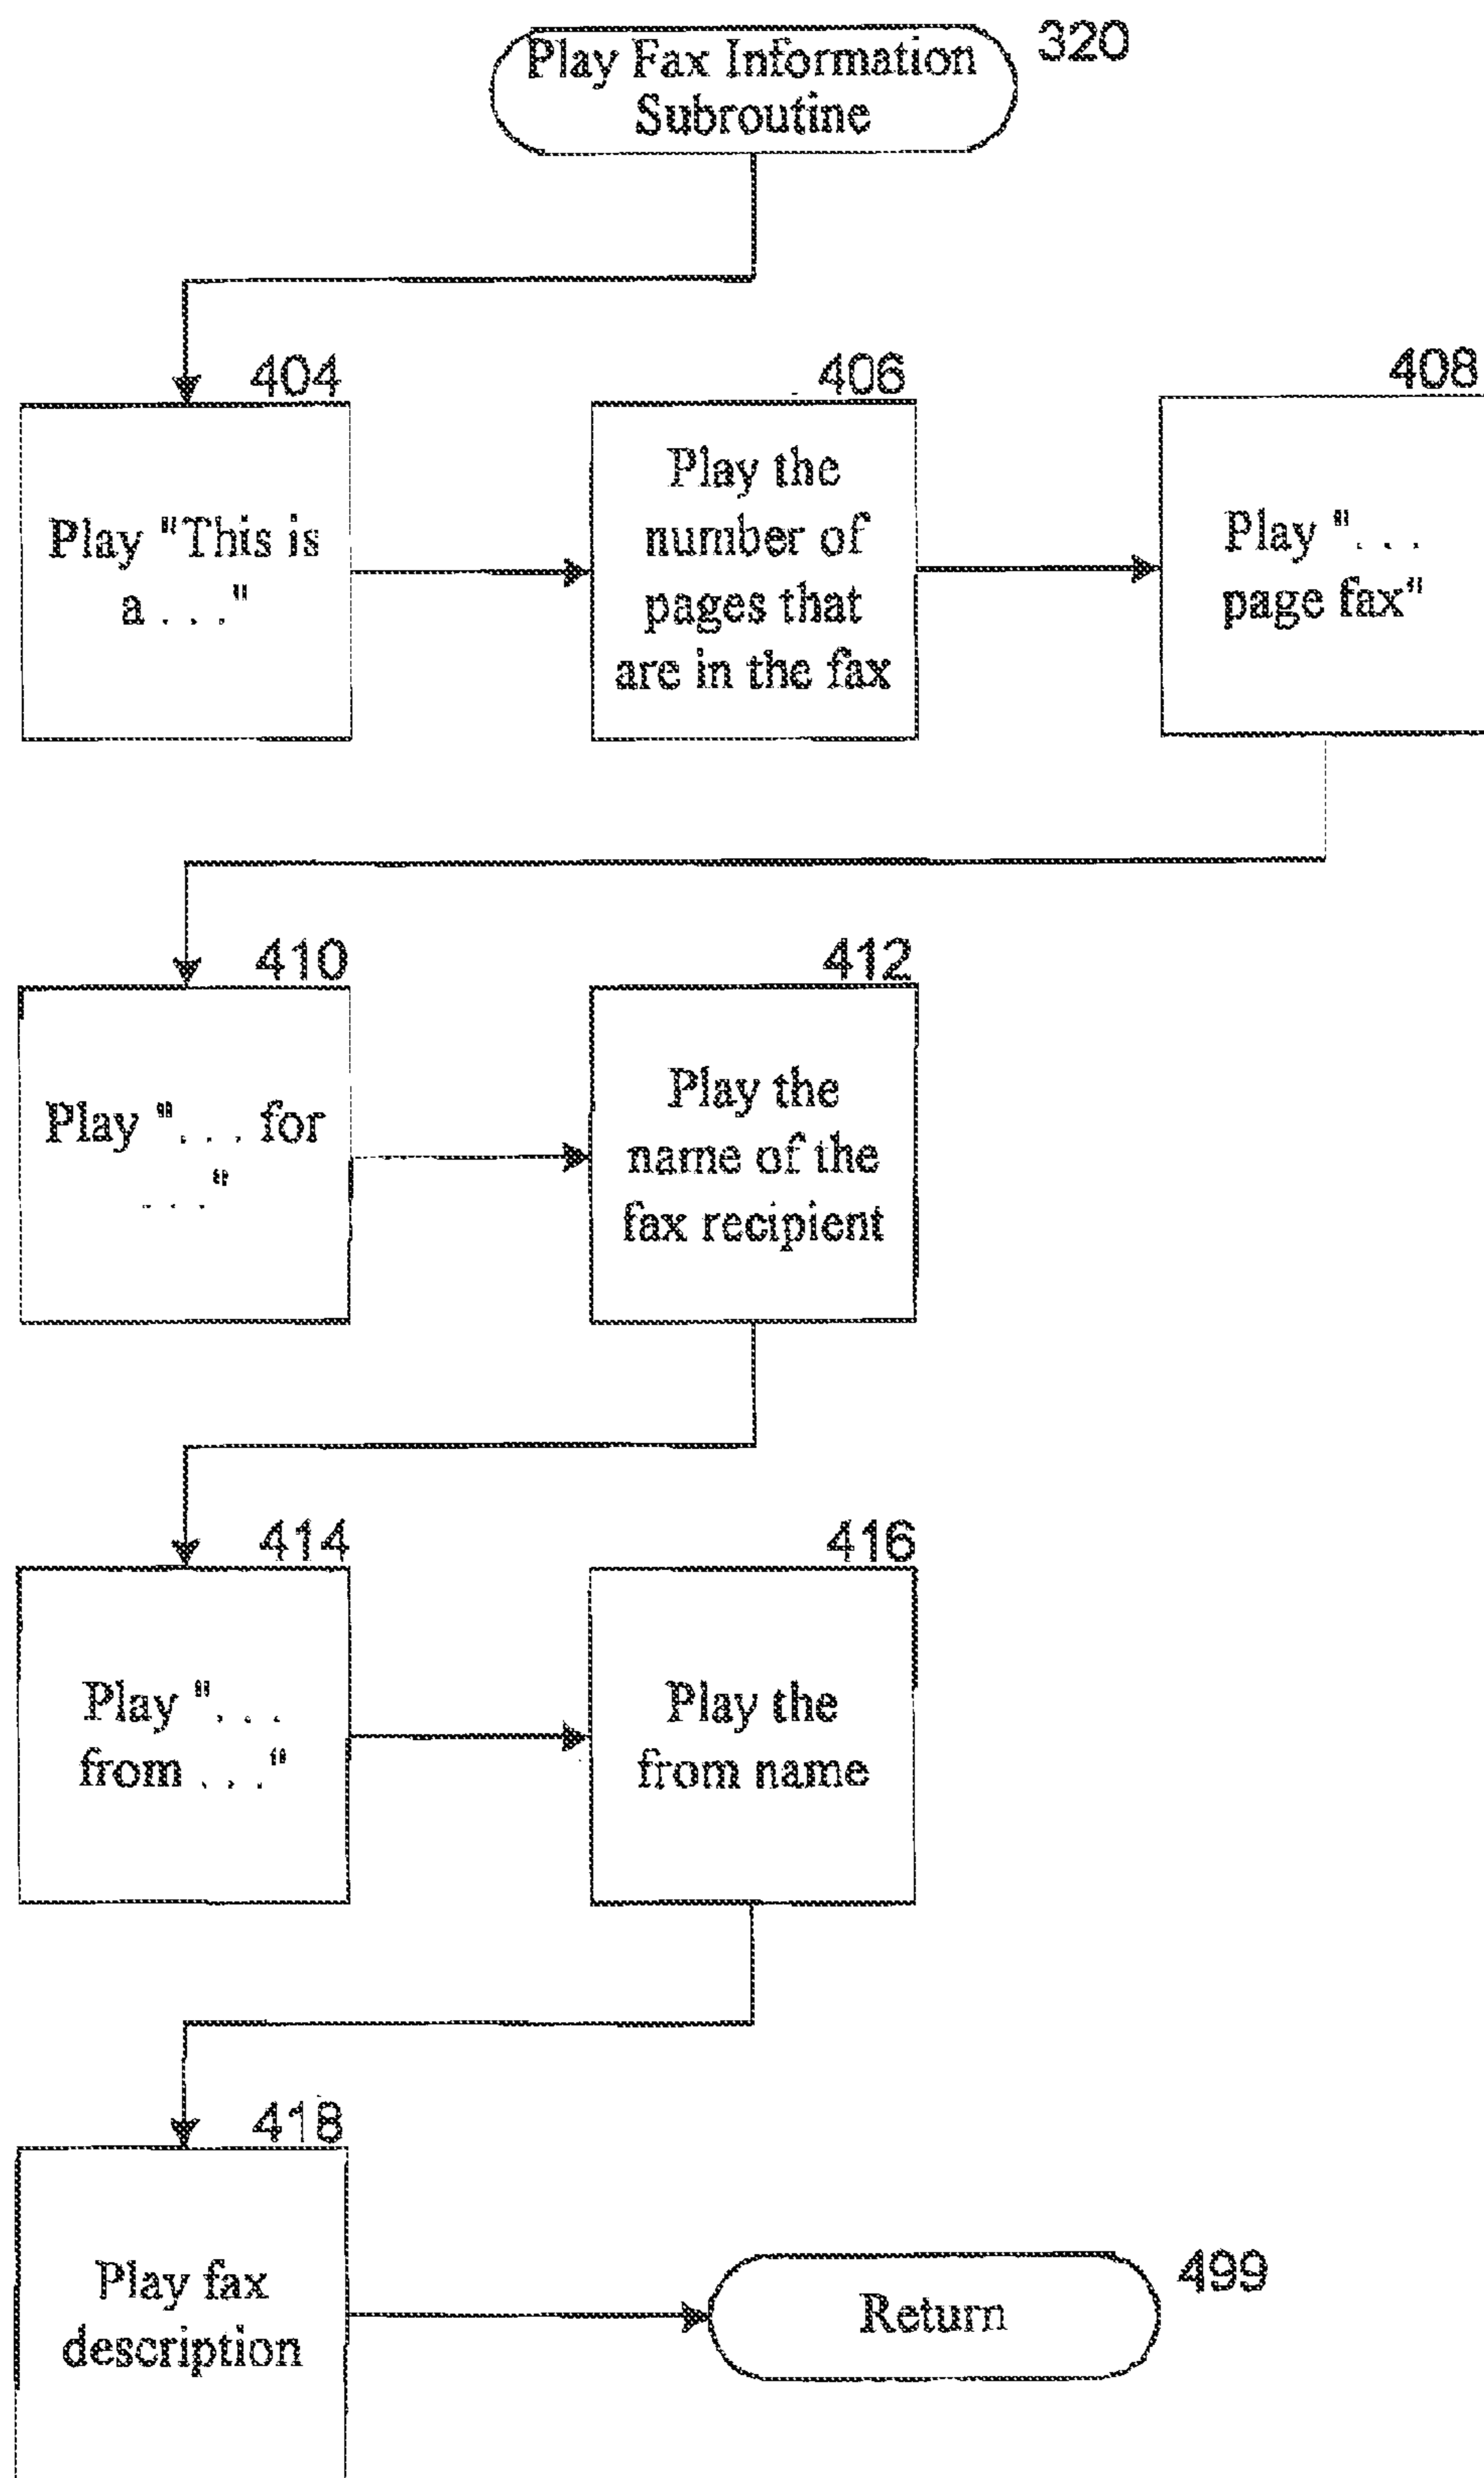 Play Fax Information
Subroutine
320
404
Play "This is
a . . ."
406
Play the
number of
pages that
are in the fax
408
Play ". . .
page fax"
410
Play ". . . for
. . ."
412
Play the
name of the
fax recipient
414
Play ". . .
from . . ."
416
Play the
from name
418
Play fax
description
Return
499